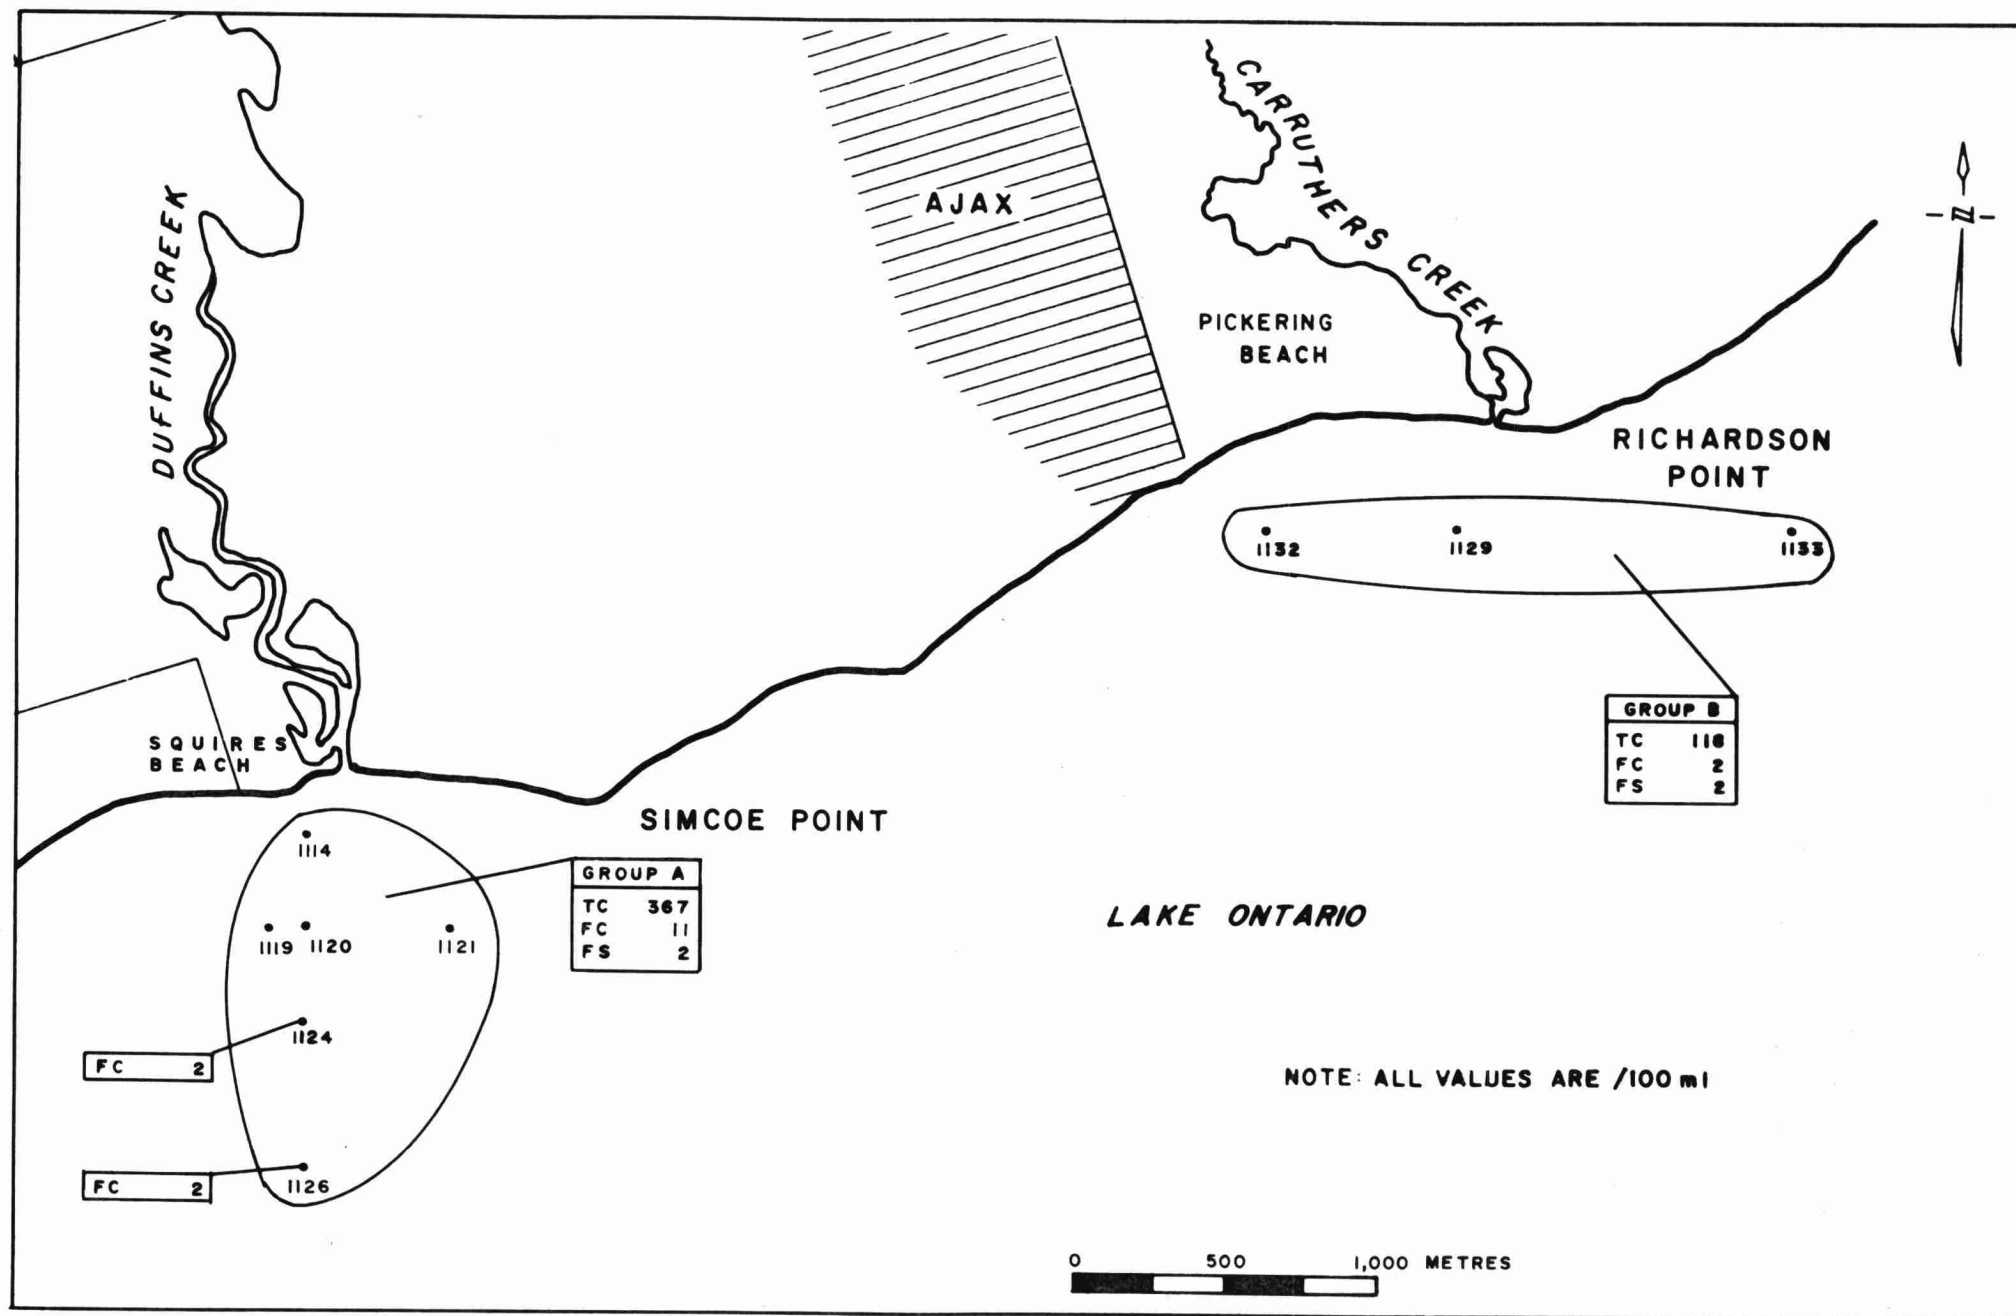 CARRUTHERS CREEK
AJAX
DUFFINS CREEK
N
PICKERING
BEACH
RICHARDSON
POINT
1132
1129
1133
GROUP B
TC
FC 2
FS 2
SQUIRES
BEACH
SIMCOE POINT
1114
GROUP A
TC 367
FC 11
FS 2
1119
1120
1121
LAKE ONTARIO
1124
FC 2
NOTE: ALL VALUES ARE /100 ml
1126
FC 2
0 500 1,000 METRES